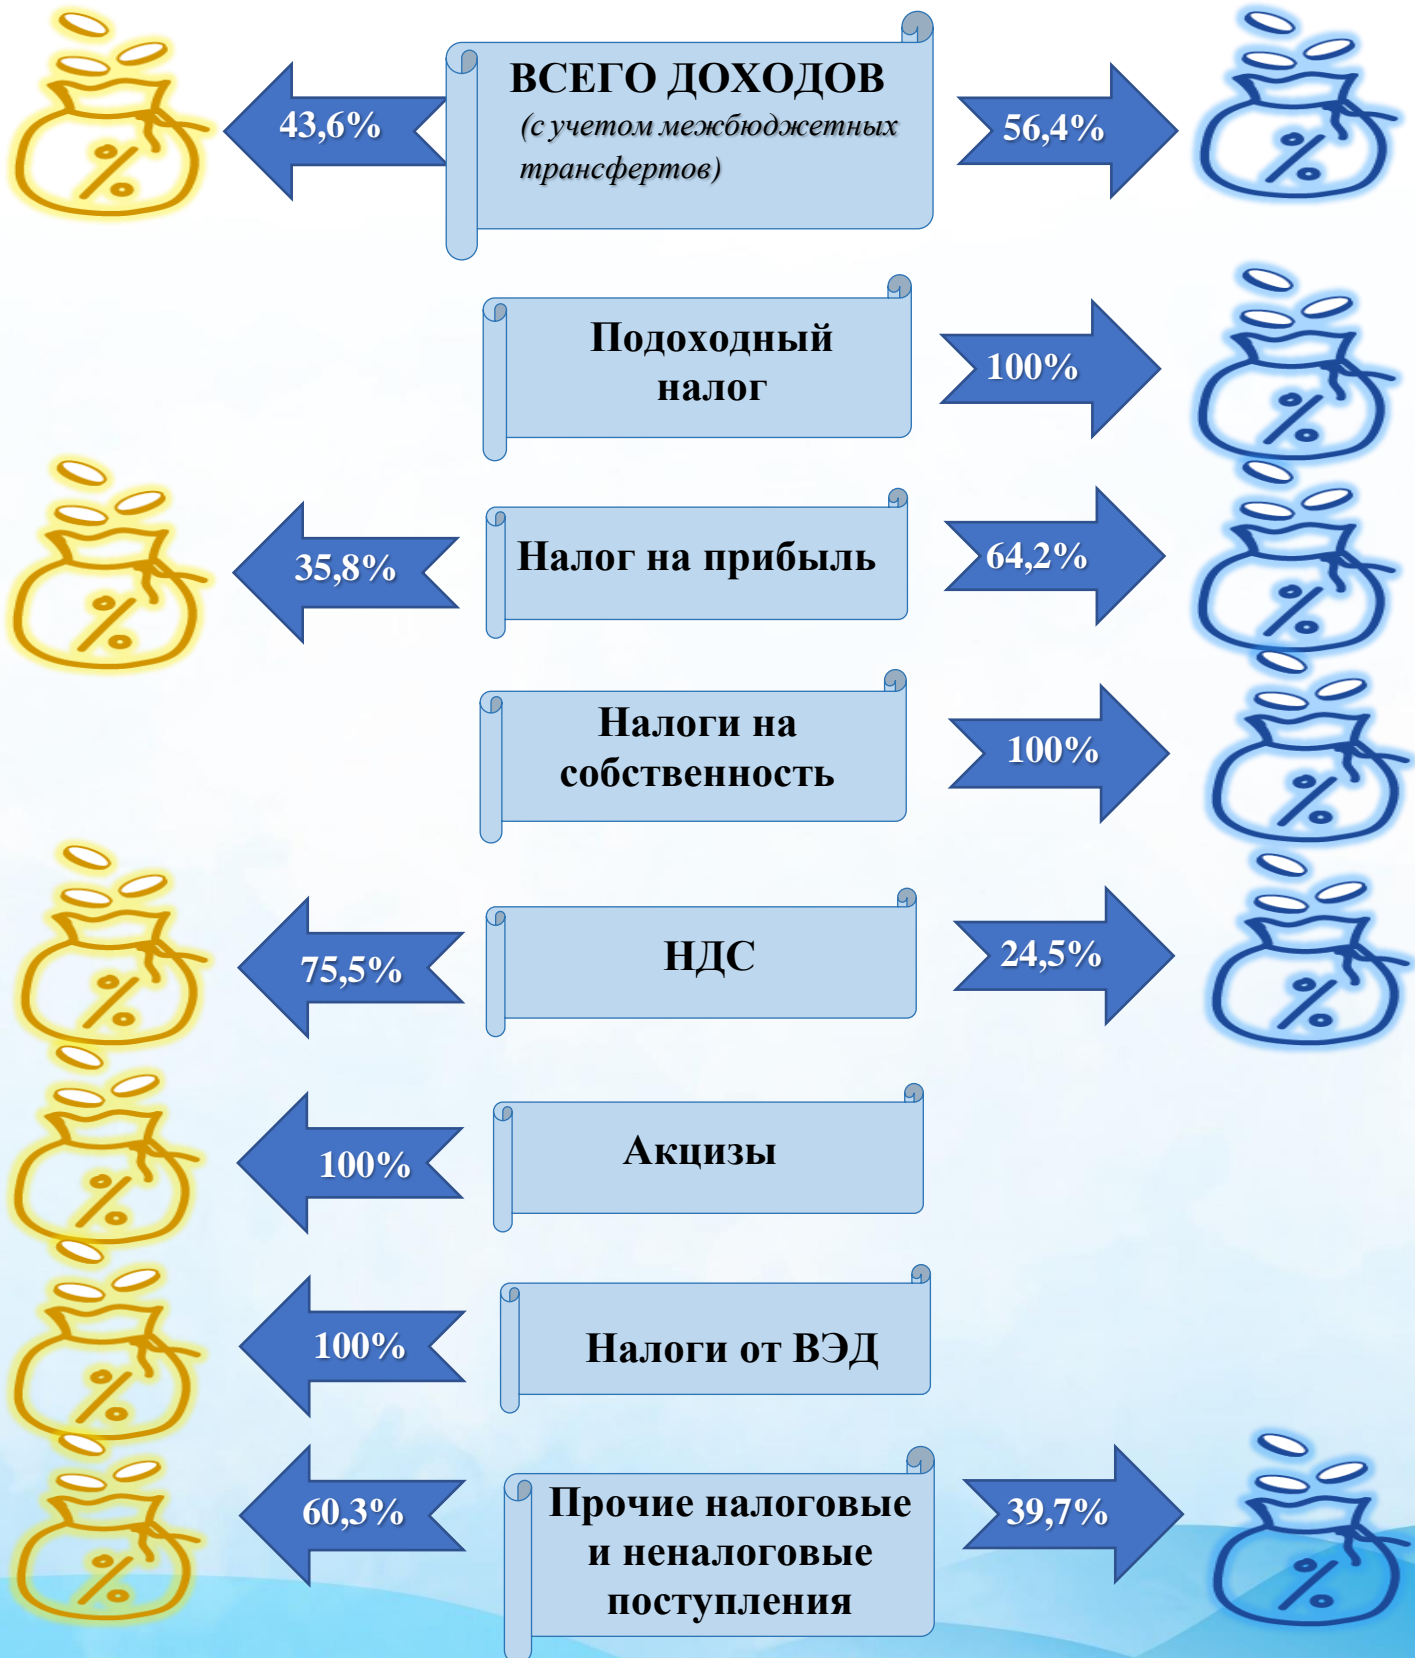 ВСЕГО ДОХОДОВ
(с учетом межбюджетных
трансфертов)
43,6%
56,4%
Подоходный
налог
100%
35,8%
Налог на прибыль
64,2%
Налоги на
собственность
100%
75,5%
НДС
24,5%
100%
Акцизы
100%
Налоги от ВЭД
60,3%
Прочие налоговые
и неналоговые
поступления
39,7%